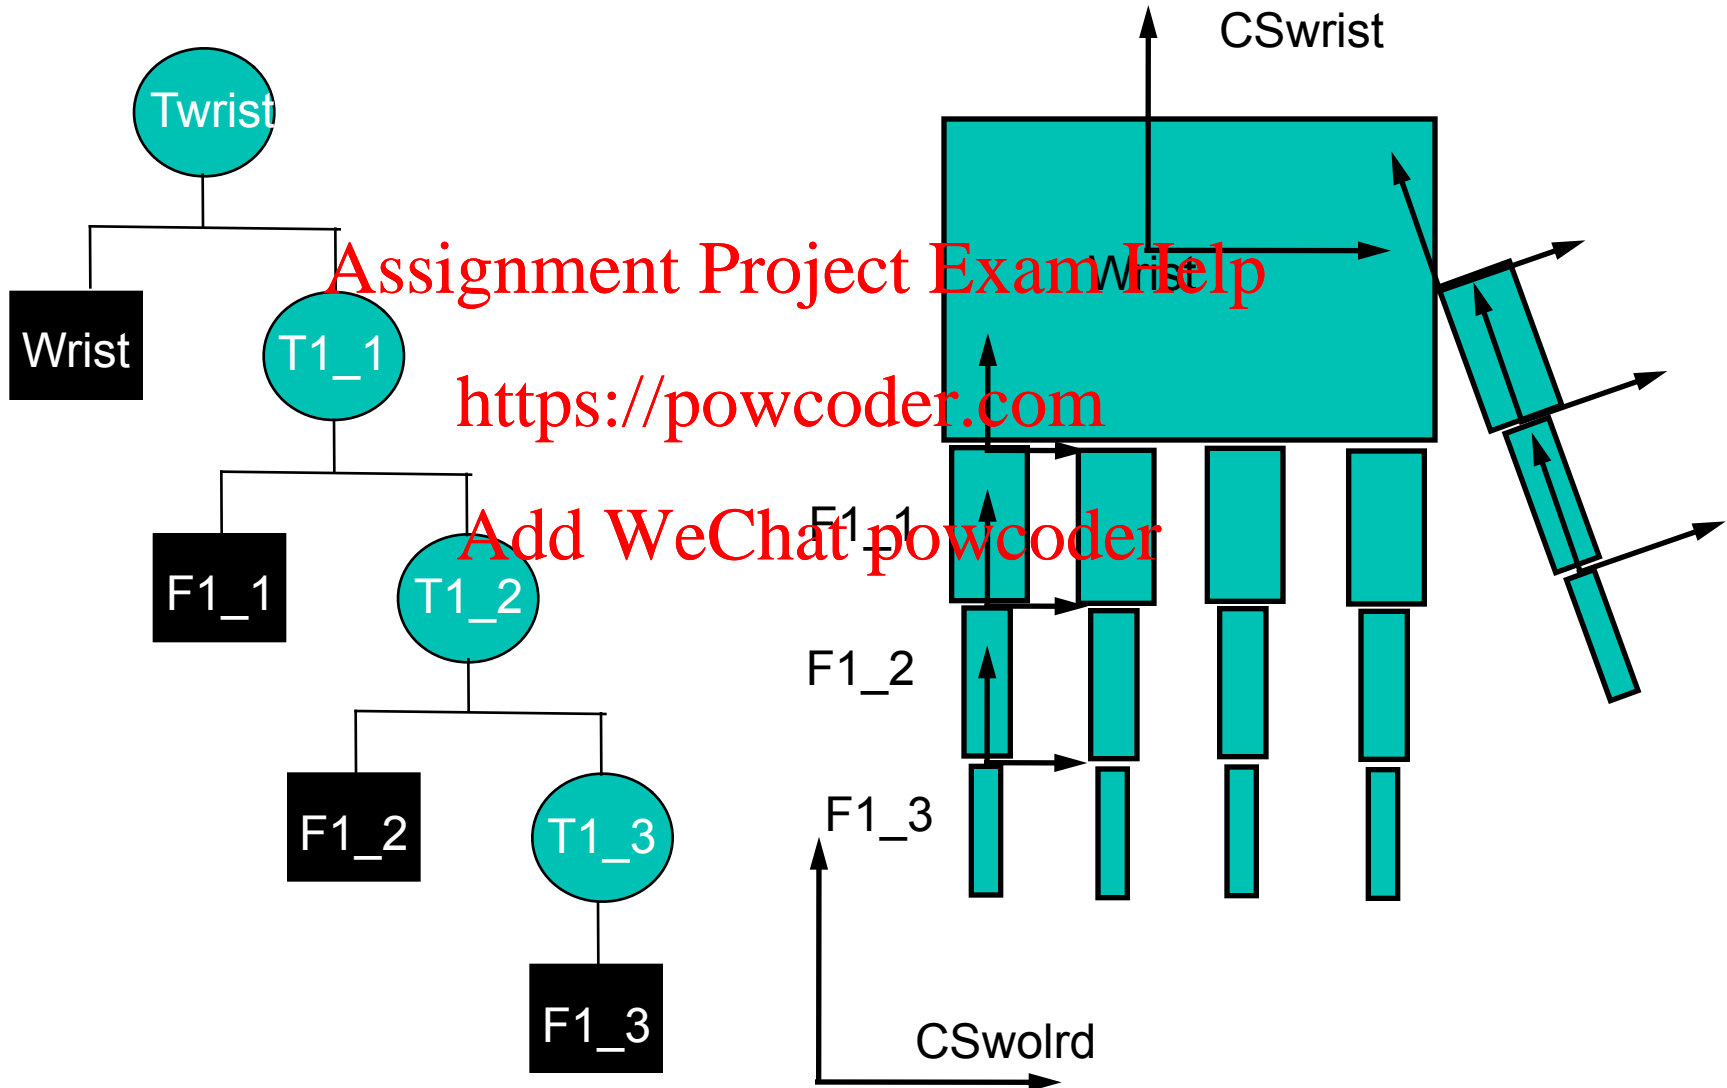 CSwrist
Twrist
Assignment Project Exam Help
Wrist
Wrist
T1_1
https://powcoder.com
Add WeChat powcoder
F1_1
F1_1
T1_2
F1_2
F1_2
T1_3
F1_3
F1_3
CSwolrd